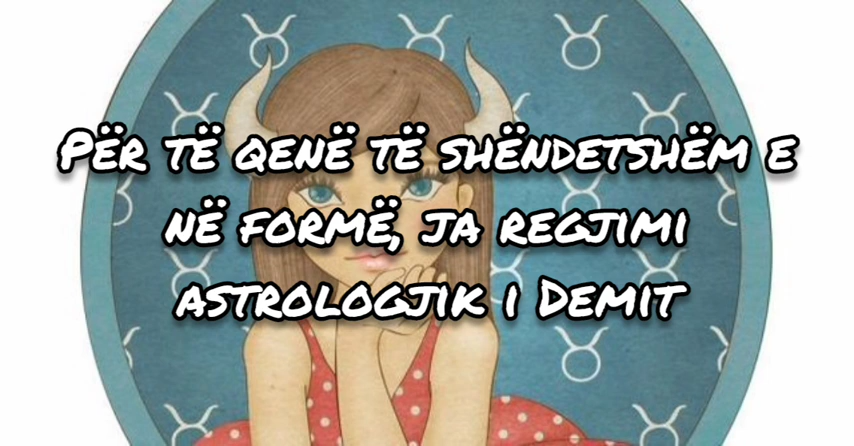 Për të qenë të shëndetshëm e
në formë, ja regjimi
astrologjik i Demit